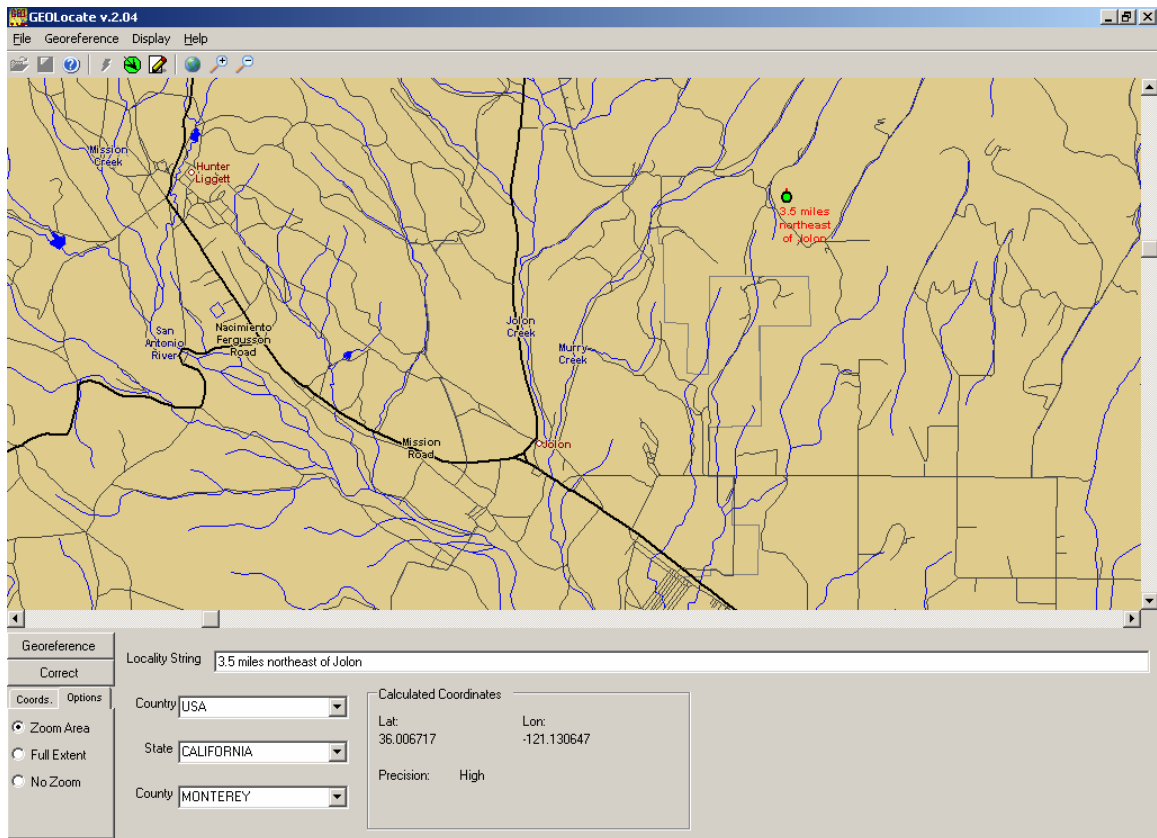 GEOLocate v.2.04
File Georeference Display Help
Mission
Creek
Hunter
Liggett
3.5 miles
northeast
of Jolon
San
Antonio
River
Nacimiento
Fergusson
Road
Jolon
Creek
Murry
Creek
Mission
Road
Jolon
Georeference
Correct
Locality String 3.5 miles northeast of Jolon
Coords. Options
Zoom Area
Full Extent
No Zoom
Country USA
State CALIFORNIA
County MONTEREY
Calculated Coordinates
Lat: Lon:
36.006717 -121.130647
Precision: High